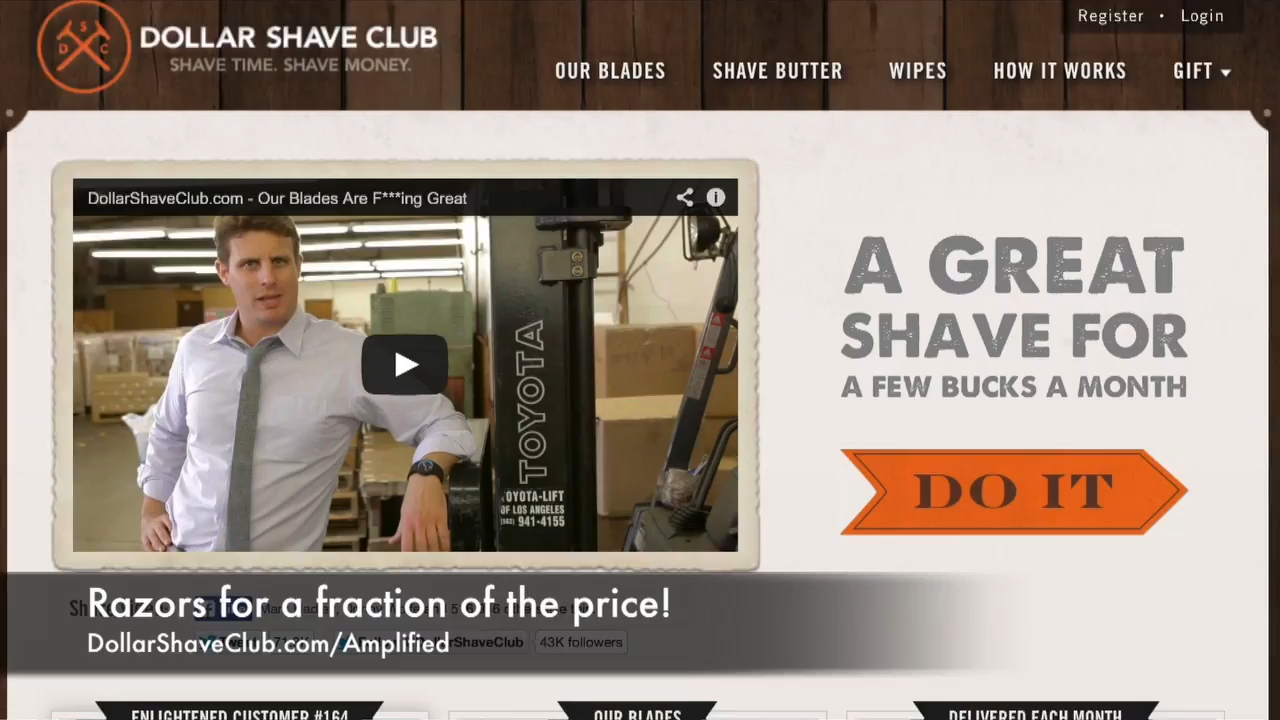 Register • Login
S
D C
DOLLAR SHAVE CLUB
SHAVE TIME. SHAVE MONEY.
OUR BLADES SHAVE BUTTER WIPES HOW IT WORKS GIFT
DollarShaveClub.com - Our Blades Are F***ing Great
TOYOTA
TOYOTA-LIFT
OF LOS ANGELES
(562) 941-4155
A GREAT
SHAVE FOR
A FEW BUCKS A MONTH
DO IT
Razors for a fraction of the price!
DollarShaveClub.com/Amplified
ShaveClub
43K followers
ENLIGHTENED CUSTOMER #164 OUR BLADES DELIVERED EACH MONTH